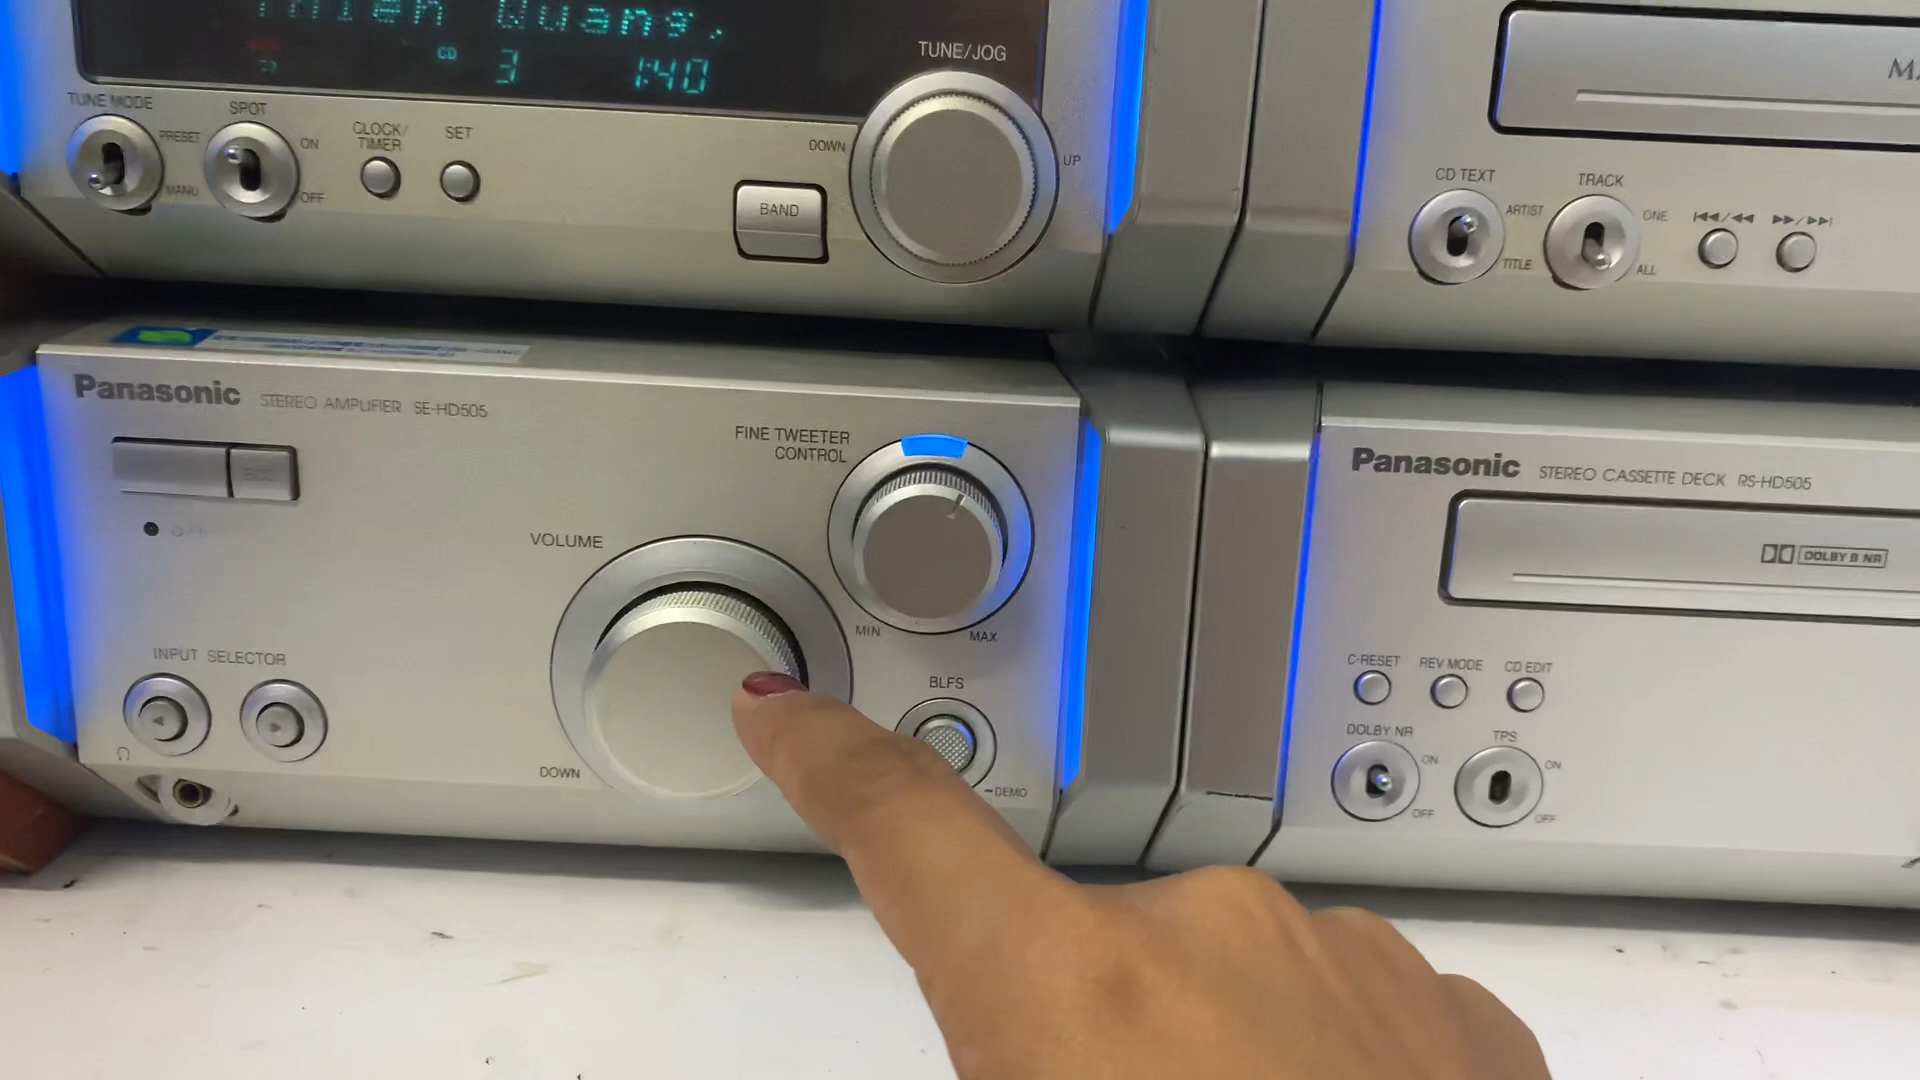 Thien Quang.
CD 3 1:40
TUNE/JOG
DOWN
UP
TUNE MODE
PRESET
MANU
SPOT
ON
OFF
CLOCK/
TIMER
SET
BAND
CD TEXT
ARTIST
TITLE
TRACK
ONE
ALL
Panasonic STEREO AMPLIFIER SE-HD505
FINE TWEETER
CONTROL
MIN
MAX
VOLUME
DOWN
BLFS
-DEMO
INPUT SELECTOR
Panasonic STEREO CASSETTE DECK RS-HD505
DOLBY B NR
C-RESET
REV MODE
CD EDIT
DOLBY NR
ON
OFF
TPS
ON
OFF